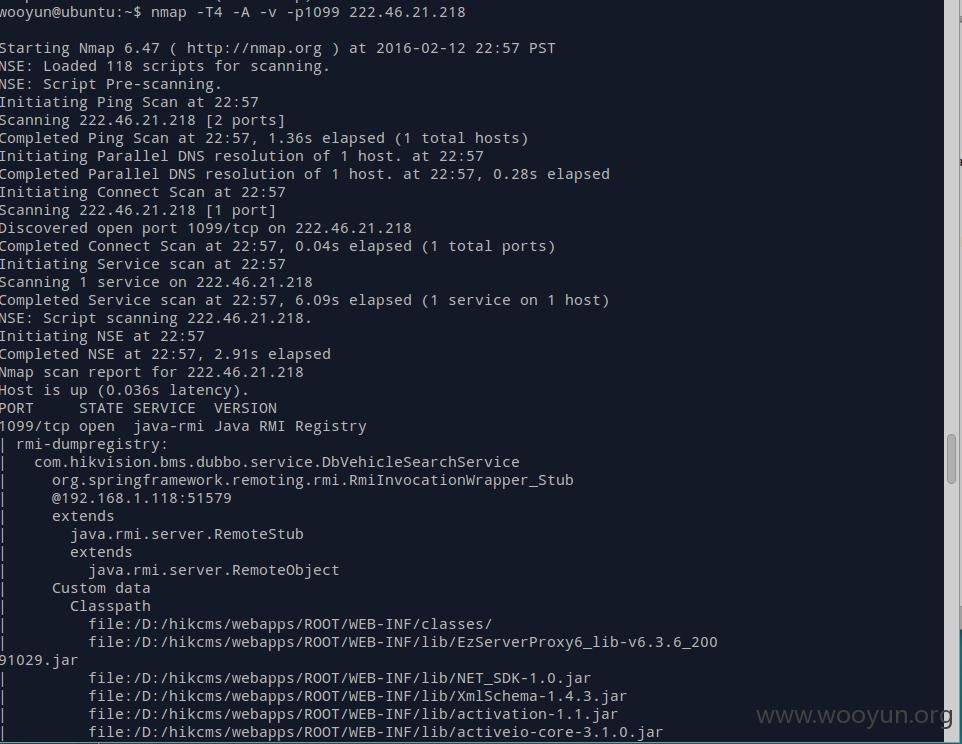 wooyun@ubuntu:~$ nmap -T4 -A -v -p1099 222.46.21.218
Starting Nmap 6.47 ( http://nmap.org ) at 2016-02-12 22:57 PST
NSE: Loaded 118 scripts for scanning.
NSE: Script Pre-scanning.
Initiating Ping Scan at 22:57
Scanning 222.46.21.218 [2 ports]
Completed Ping Scan at 22:57, 1.36s elapsed (1 total hosts)
Initiating Parallel DNS resolution of 1 host. at 22:57
Completed Parallel DNS resolution of 1 host. at 22:57, 0.28s elapsed
Initiating Connect Scan at 22:57
Scanning 222.46.21.218 [1 port]
Discovered open port 1099/tcp on 222.46.21.218
Completed Connect Scan at 22:57, 0.04s elapsed (1 total ports)
Initiating Service scan at 22:57
Scanning 1 service on 222.46.21.218
Completed Service scan at 22:57, 6.09s elapsed (1 service on 1 host)
NSE: Script scanning 222.46.21.218.
Initiating NSE at 22:57
Completed NSE at 22:57, 2.91s elapsed
Nmap scan report for 222.46.21.218
Host is up (0.036s latency).
PORT     STATE SERVICE  VERSION
1099/tcp open  java-rmi Java RMI Registry
| rmi-dumpregistry:
|   com.hikvision.bms.dubbo.service.DbVehicleSearchService
|     org.springframework.remoting.rmi.RmiInvocationWrapper_Stub
|     @192.168.1.118:51579
|     extends
|       java.rmi.server.RemoteStub
|       extends
|         java.rmi.server.RemoteObject
|     Custom data
|       Classpath
|         file:/D:/hikcms/webapps/ROOT/WEB-INF/classes/
|         file:/D:/hikcms/webapps/ROOT/WEB-INF/lib/EzServerProxy6_lib-v6.3.6_200
91029.jar
|         file:/D:/hikcms/webapps/ROOT/WEB-INF/lib/NET_SDK-1.0.jar
|         file:/D:/hikcms/webapps/ROOT/WEB-INF/lib/XmlSchema-1.4.3.jar
|         file:/D:/hikcms/webapps/ROOT/WEB-INF/lib/activation-1.1.jar
|         file:/D:/hikcms/webapps/ROOT/WEB-INF/lib/activeio-core-3.1.0.jar
www.wooyun.org